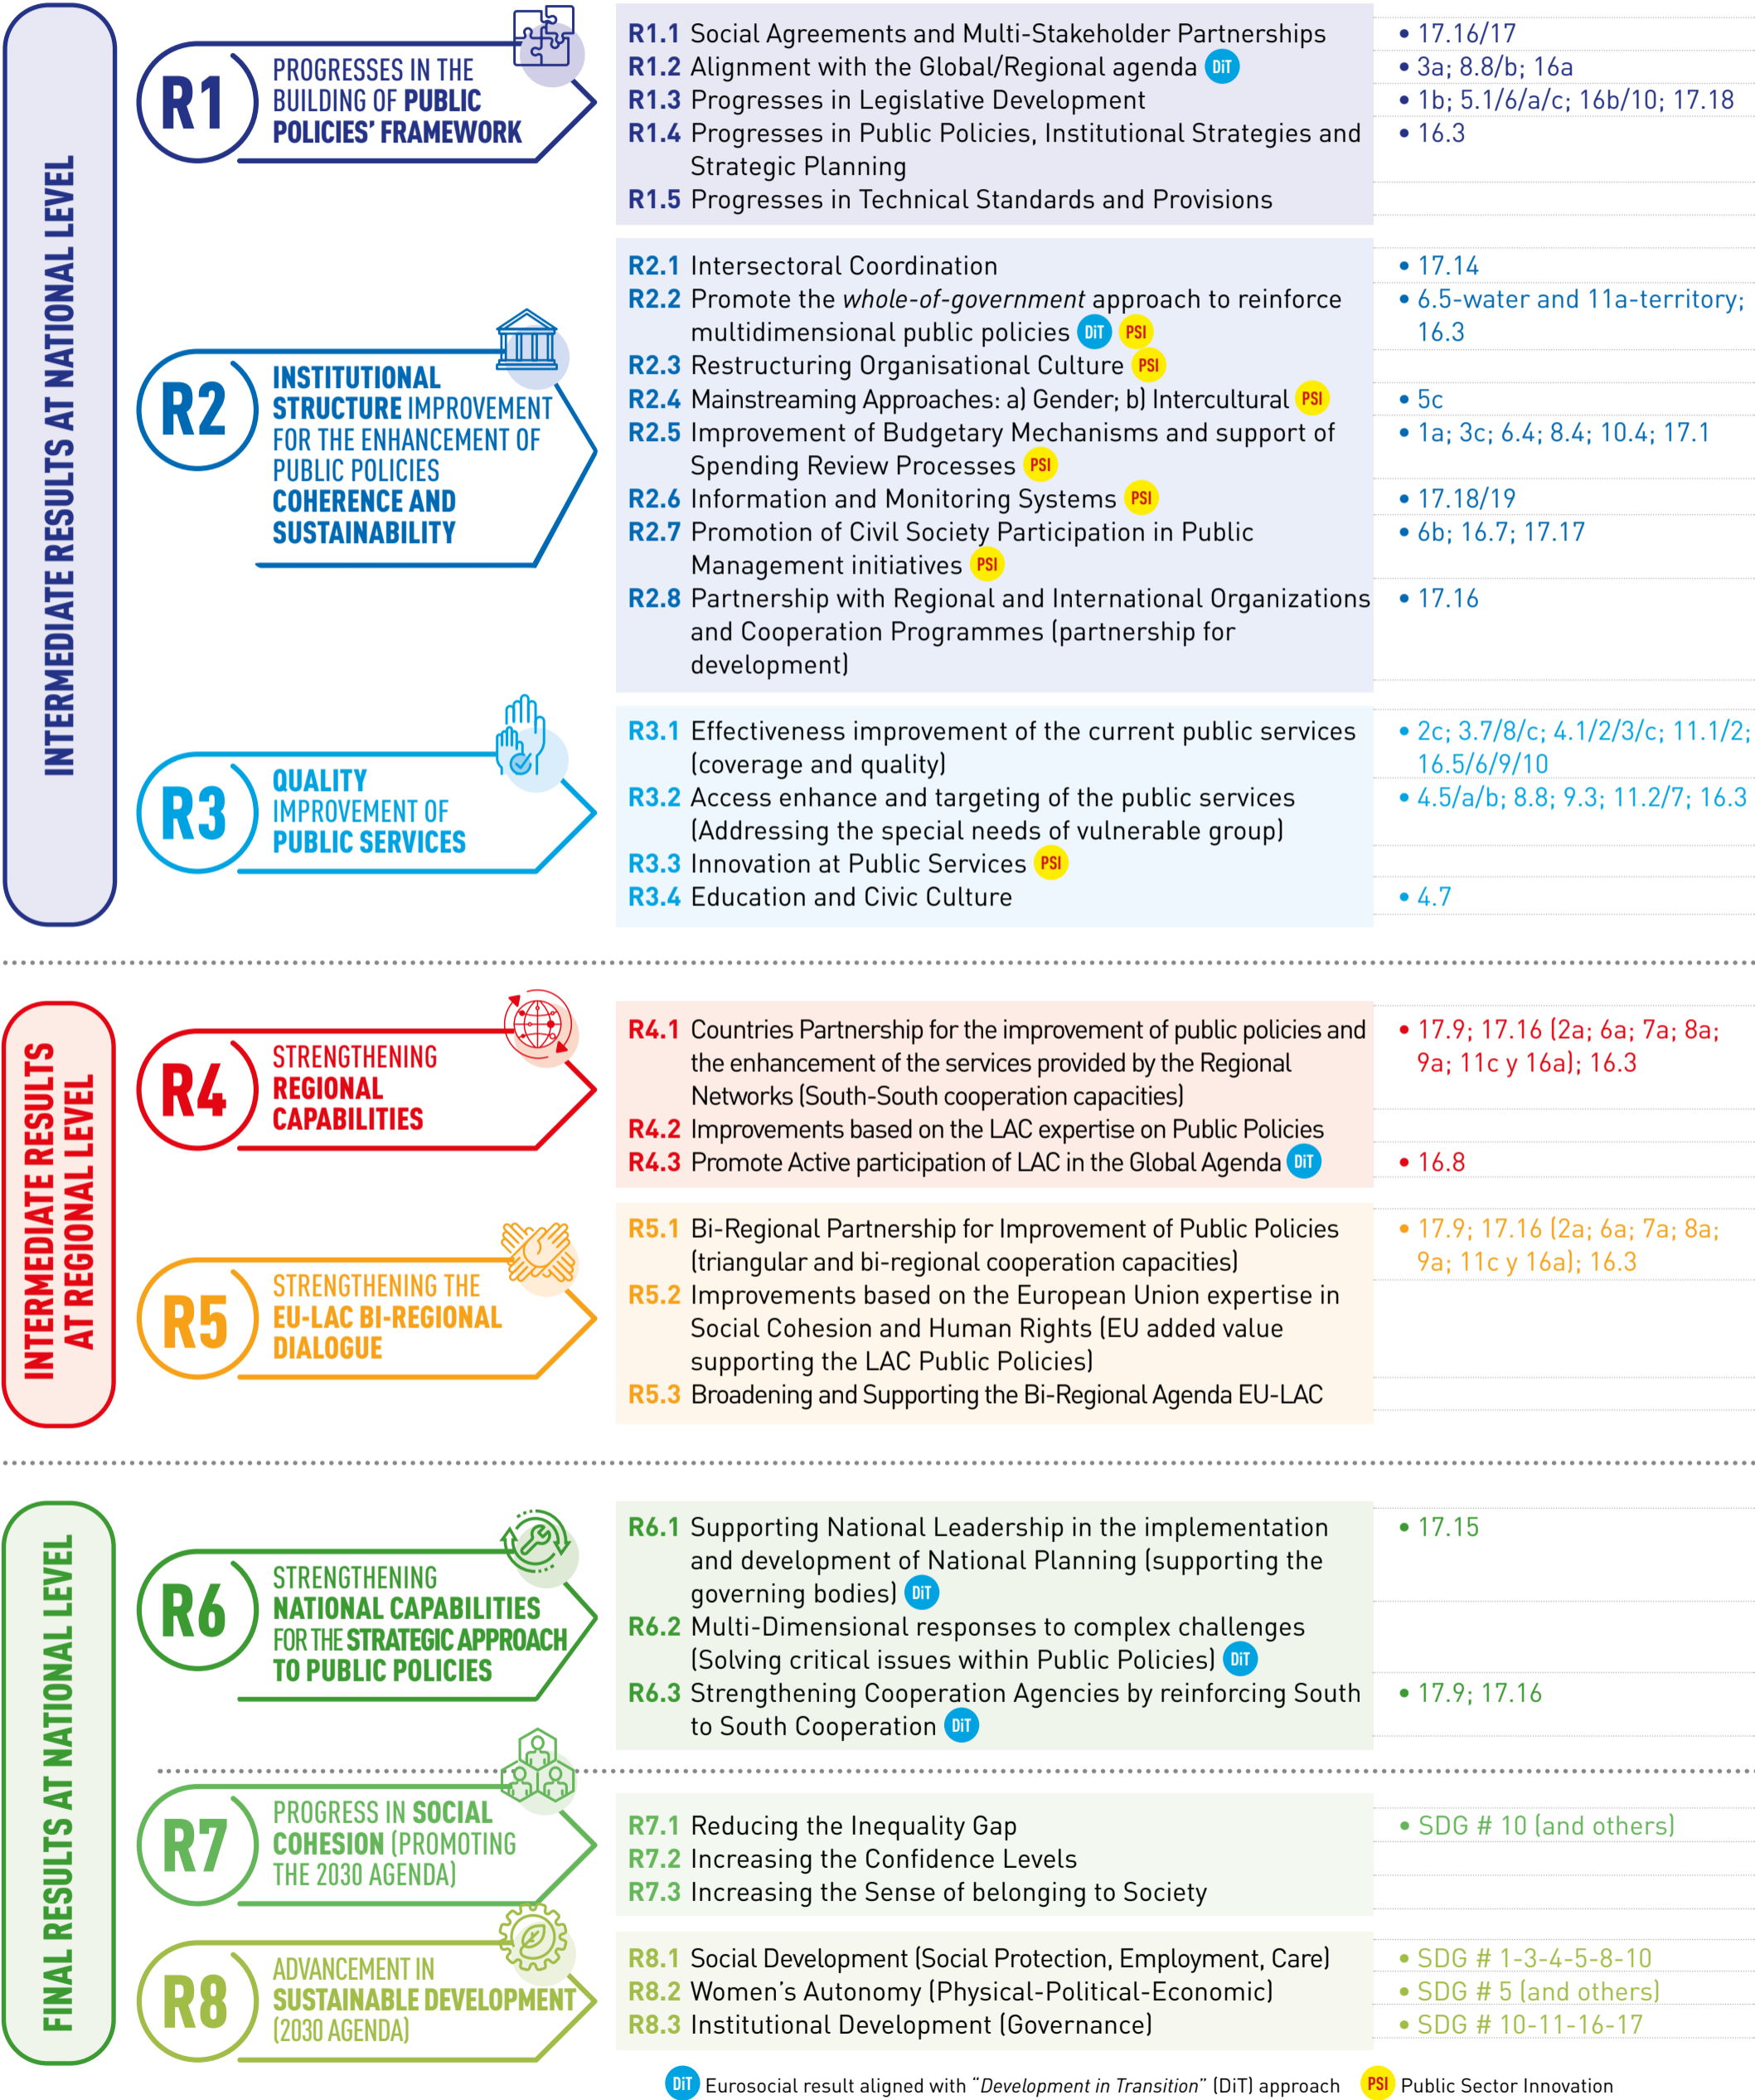 INTERMEDIATE RESULTS AT NATIONAL LEVEL
R1
PROGRESSES IN THE
BUILDING OF PUBLIC
POLICIES’ FRAMEWORK
R1.1 Social Agreements and Multi-Stakeholder Partnerships
• 17.16/17
R1.2 Alignment with the Global/Regional agenda DiT
• 3a; 8.8/b; 16a
R1.3 Progresses in Legislative Development
• 1b; 5.1/6/a/c; 16b/10; 17.18
R1.4 Progresses in Public Policies, Institutional Strategies and
Strategic Planning
• 16.3
R1.5 Progresses in Technical Standards and Provisions
R2
INSTITUTIONAL
STRUCTURE IMPROVEMENT
FOR THE ENHANCEMENT OF
PUBLIC POLICIES
COHERENCE AND
SUSTAINABILITY
R2.1 Intersectoral Coordination
• 17.14
R2.2 Promote the whole-of-government approach to reinforce
multidimensional public policies DiT PSI
• 6.5-water and 11a-territory;
16.3
R2.3 Restructuring Organisational Culture PSI
R2.4 Mainstreaming Approaches: a) Gender; b) Intercultural PSI
• 5c
R2.5 Improvement of Budgetary Mechanisms and support of
Spending Review Processes PSI
• 1a; 3c; 6.4; 8.4; 10.4; 17.1
R2.6 Information and Monitoring Systems PSI
• 17.18/19
R2.7 Promotion of Civil Society Participation in Public
Management initiatives PSI
• 6b; 16.7; 17.17
R2.8 Partnership with Regional and International Organizations
and Cooperation Programmes (partnership for
development)
• 17.16
R3
QUALITY
IMPROVEMENT OF
PUBLIC SERVICES
R3.1 Effectiveness improvement of the current public services
(coverage and quality)
• 2c; 3.7/8/c; 4.1/2/3/c; 11.1/2;
16.5/6/9/10
R3.2 Access enhance and targeting of the public services
(Addressing the special needs of vulnerable group)
• 4.5/a/b; 8.8; 9.3; 11.2/7; 16.3
R3.3 Innovation at Public Services PSI
R3.4 Education and Civic Culture
• 4.7
INTERMEDIATE RESULTS
AT REGIONAL LEVEL
R4
STRENGTHENING
REGIONAL
CAPABILITIES
R4.1 Countries Partnership for the improvement of public policies and
the enhancement of the services provided by the Regional
Networks (South-South cooperation capacities)
• 17.9; 17.16 (2a; 6a; 7a; 8a;
9a; 11c y 16a); 16.3
R4.2 Improvements based on the LAC expertise on Public Policies
R4.3 Promote Active participation of LAC in the Global Agenda DiT
• 16.8
R5
STRENGTHENING THE
EU-LAC BI-REGIONAL
DIALOGUE
R5.1 Bi-Regional Partnership for Improvement of Public Policies
(triangular and bi-regional cooperation capacities)
• 17.9; 17.16 (2a; 6a; 7a; 8a;
9a; 11c y 16a); 16.3
R5.2 Improvements based on the European Union expertise in
Social Cohesion and Human Rights (EU added value
supporting the LAC Public Policies)
R5.3 Broadening and Supporting the Bi-Regional Agenda EU-LAC
FINAL RESULTS AT NATIONAL LEVEL
R6
STRENGTHENING
NATIONAL CAPABILITIES
FOR THE STRATEGIC APPROACH
TO PUBLIC POLICIES
R6.1 Supporting National Leadership in the implementation
and development of National Planning (supporting the
governing bodies) DiT
• 17.15
R6.2 Multi-Dimensional responses to complex challenges
(Solving critical issues within Public Policies) DiT
R6.3 Strengthening Cooperation Agencies by reinforcing South
to South Cooperation DiT
• 17.9; 17.16
R7
PROGRESS IN SOCIAL
COHESION (PROMOTING
THE 2030 AGENDA)
R7.1 Reducing the Inequality Gap
• SDG # 10 (and others)
R7.2 Increasing the Confidence Levels
R7.3 Increasing the Sense of belonging to Society
R8
ADVANCEMENT IN
SUSTAINABLE DEVELOPMENT
(2030 AGENDA)
R8.1 Social Development (Social Protection, Employment, Care)
• SDG # 1-3-4-5-8-10
R8.2 Women’s Autonomy (Physical-Political-Economic)
• SDG # 5 (and others)
R8.3 Institutional Development (Governance)
• SDG # 10-11-16-17
DiT Eurosocial result aligned with “Development in Transition” (DiT) approach PSI Public Sector Innovation